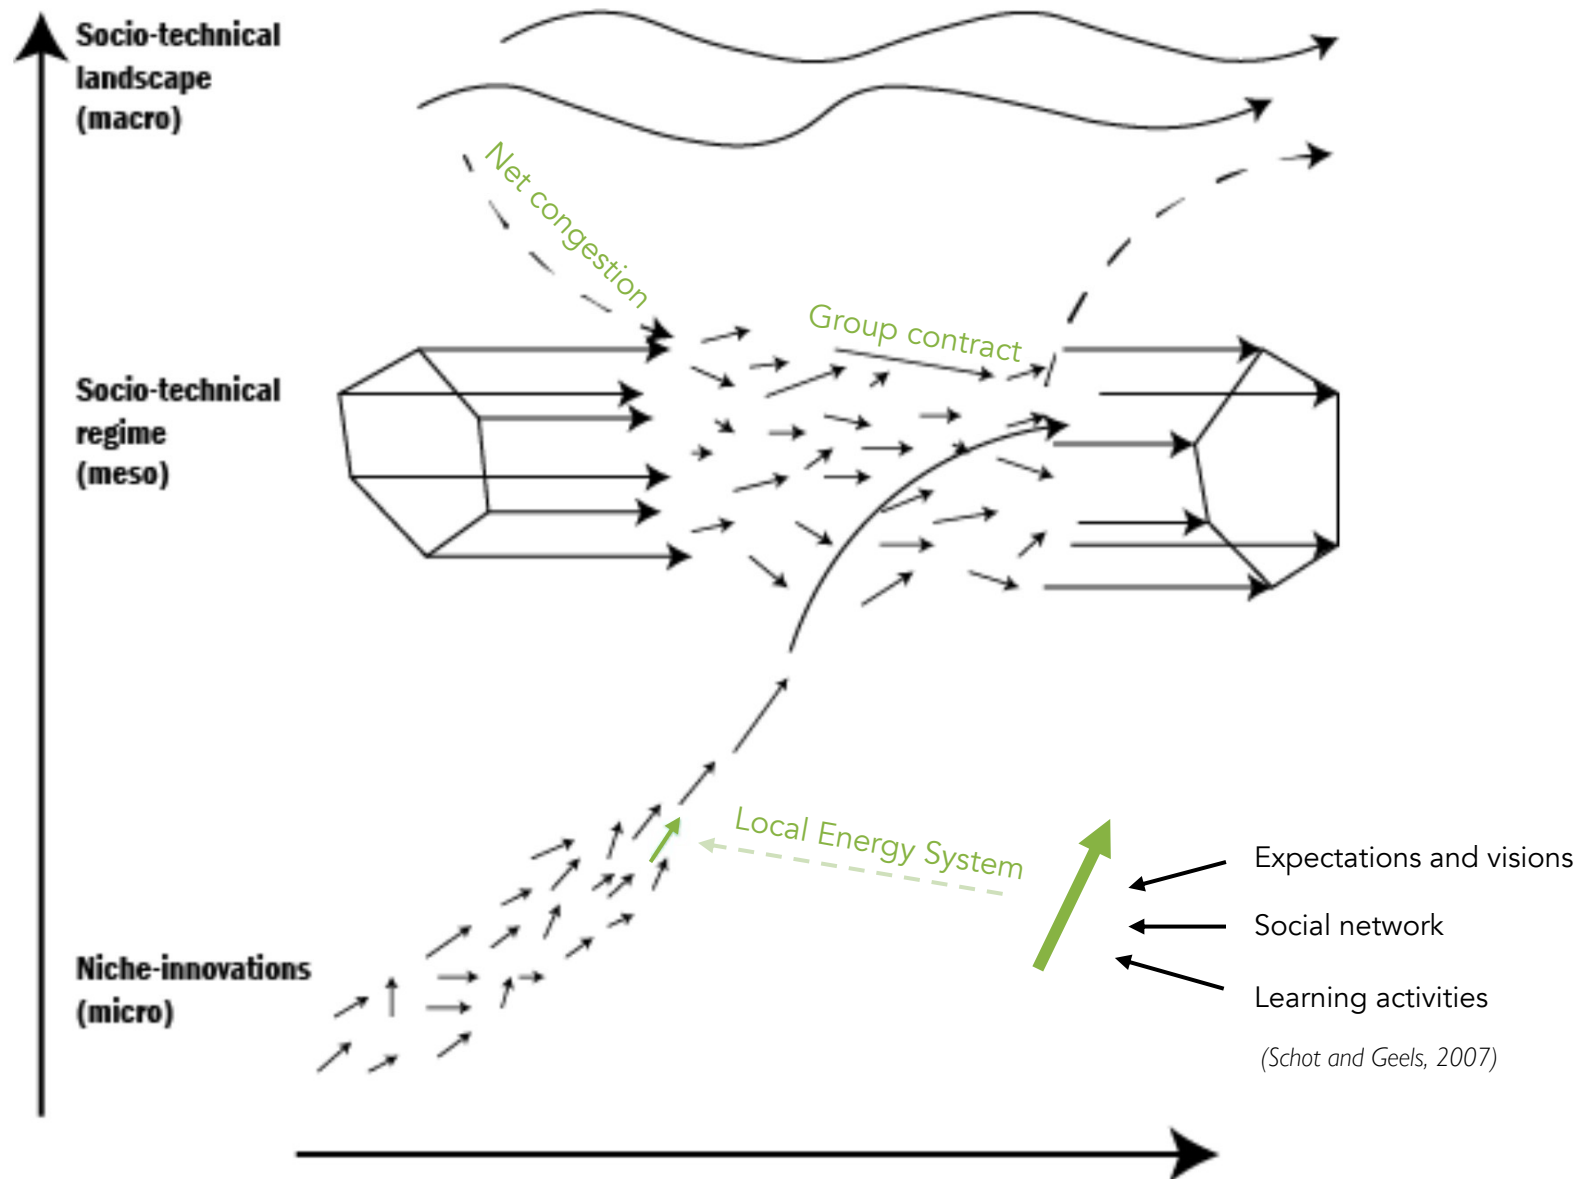 Socio-technical
landscape
(macro)
Net congestion
Group contract
Socio-technical
regime
(meso)
Local Energy System
Expectations and visions
Social network
Learning activities
(Schot and Geels, 2007)
Niche-innovations
(micro)